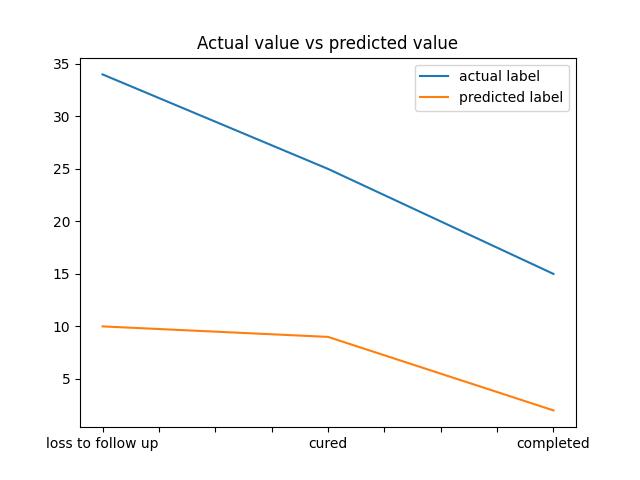 Actual value vs predicted value
actual label
predicted label
35
30
25
20
15
10
5
loss to follow up cured completed